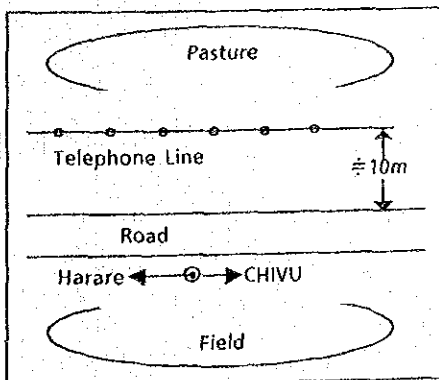 Pasture
Telephone Line
≑10m
Road
Harare CHIVU
Field